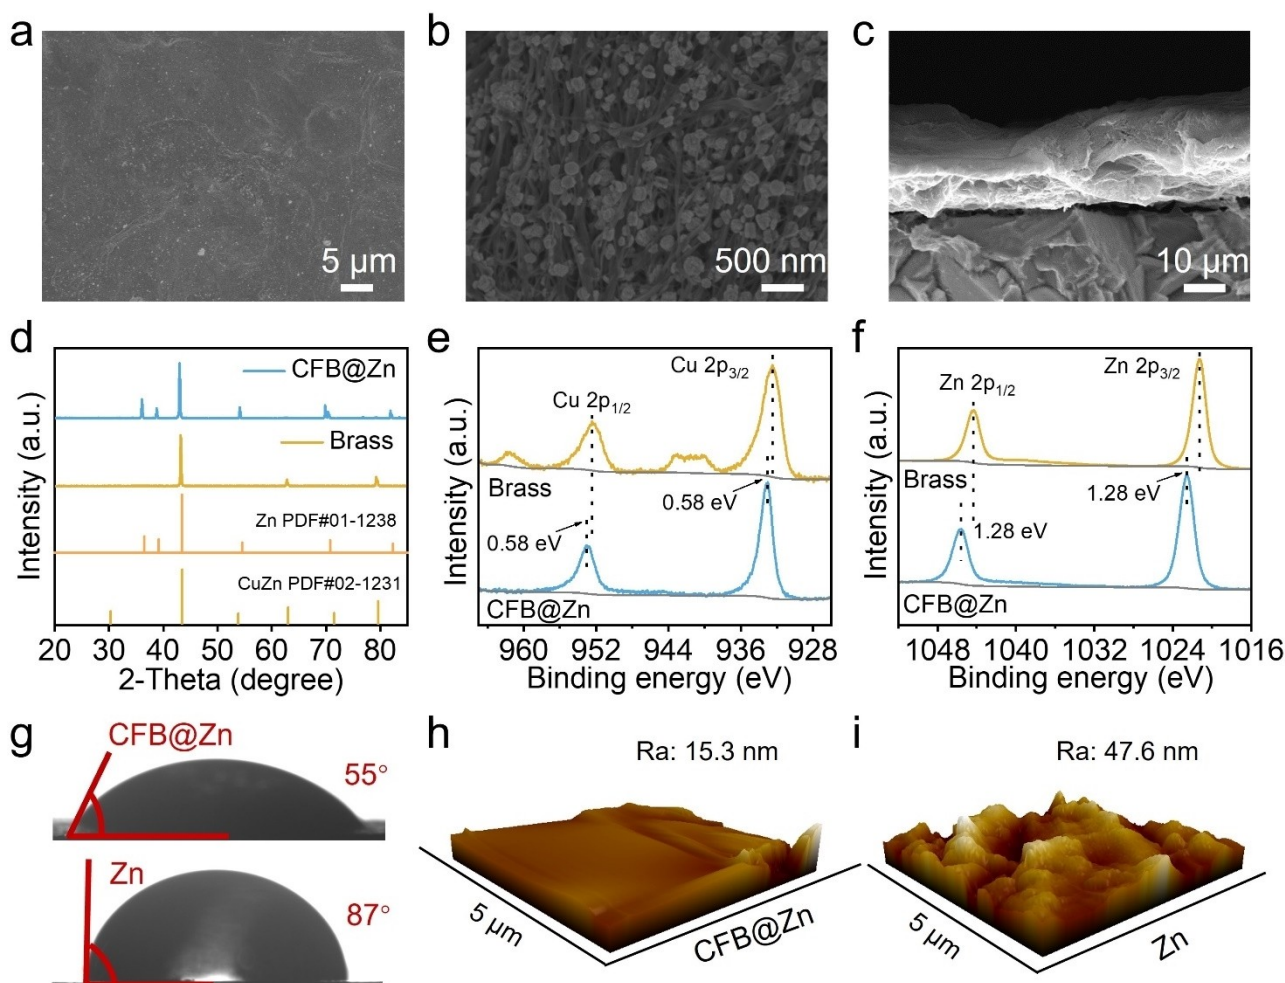 a
b
c
5 μm
500 nm
10 μm
d
e
f
CFB@Zn
Brass
Zn PDF#01-1238
CuZn PDF#02-1231
Intensity (a.u.)
20 30 40 50 60 70 80
2-Theta (degree)
Cu 2p3/2
Cu 2p1/2
Brass
0.58 eV
0.58 eV
CFB@Zn
Intensity (a.u.)
960 952 944 936 928
Binding energy (eV)
Zn 2p3/2
Zn 2p1/2
Brass
1.28 eV
1.28 eV
CFB@Zn
Intensity (a.u.)
1048 1040 1032 1024 1016
Binding energy (eV)
g
h
i
CFB@Zn
55°
Zn
87°
Ra: 15.3 nm
5 μm
CFB@Zn
Ra: 47.6 nm
5 μm
Zn